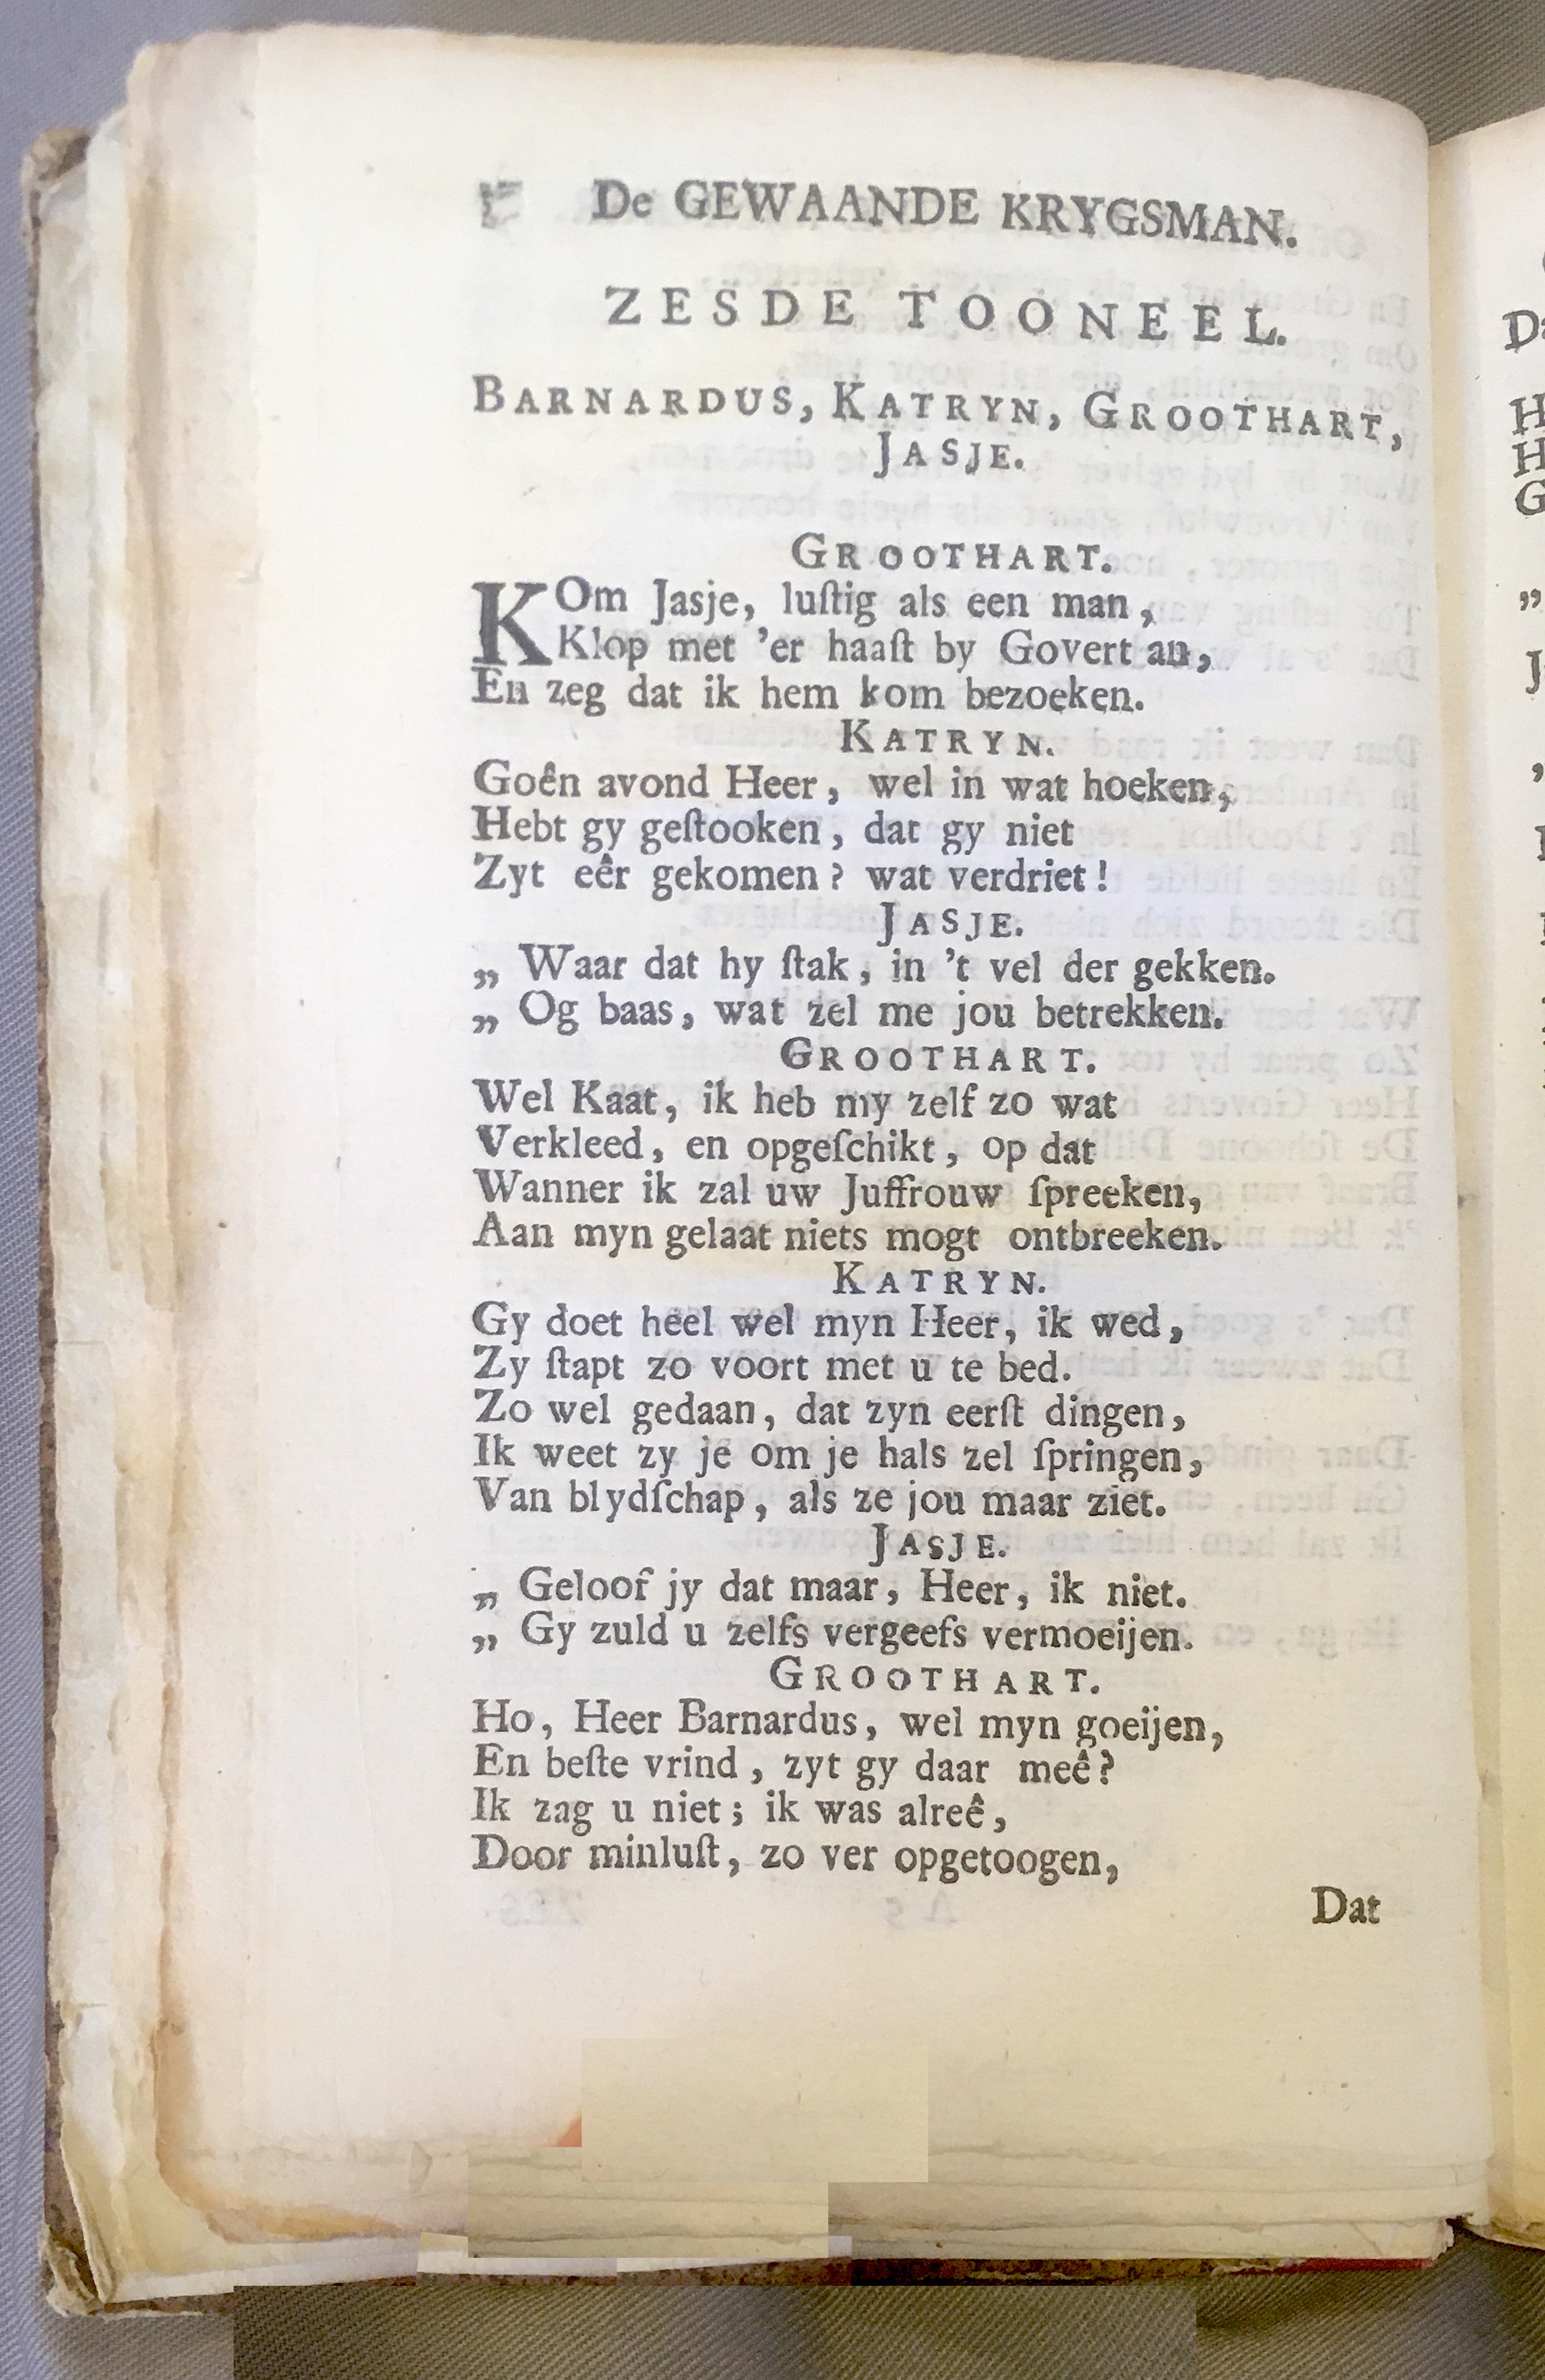 De GEWAANDE KRYGSMAN.
ZESDE TOONEEL.
BARNARDUS, KATRYN, GROOTHART,
JASJE.
GROOTHART.
KOm Jasje, luſtig als een man,
Klop met 'er haaſt by Govert an,
En zeg dat ik hem kom bezoeken.
KATRYN.
Goên avond Heer, wel in wat hoeken,
Hebt gy geſtooken, dat gy niet
Zyt eêr gekomen? wat verdriet!
JASJE.
„ Waar dat hy ſtak, in 't vel der gekken.
„ Og baas, wat zel me jou betrekken.
GROOTHART.
Wel Kaat, ik heb my zelf zo wat
Verkleed, en opgeſchikt, op dat
Wanner ik zal uw Juffrouw ſpreeken,
Aan myn gelaat niets mogt ontbreeken.
KATRYN.
Gy doet heel wel myn Heer, ik wed,
Zy ſtapt zo voort met u te bed.
Zo wel gedaan, dat zyn eerſt dingen,
Ik weet zy je om je hals zel ſpringen,
Van blydſchap, als ze jou maar ziet.
JASJE.
„ Geloof jy dat maar, Heer, ik niet.
„ Gy zuld u zelfs vergeefs vermoeijen.
GROOTHART.
Ho, Heer Barnardus, wel myn goeijen,
En beſte vrind, zyt gy daar meê?
Ik zag u niet; ik was alreê,
Door minluſt, zo ver opgetoogen,
Dat